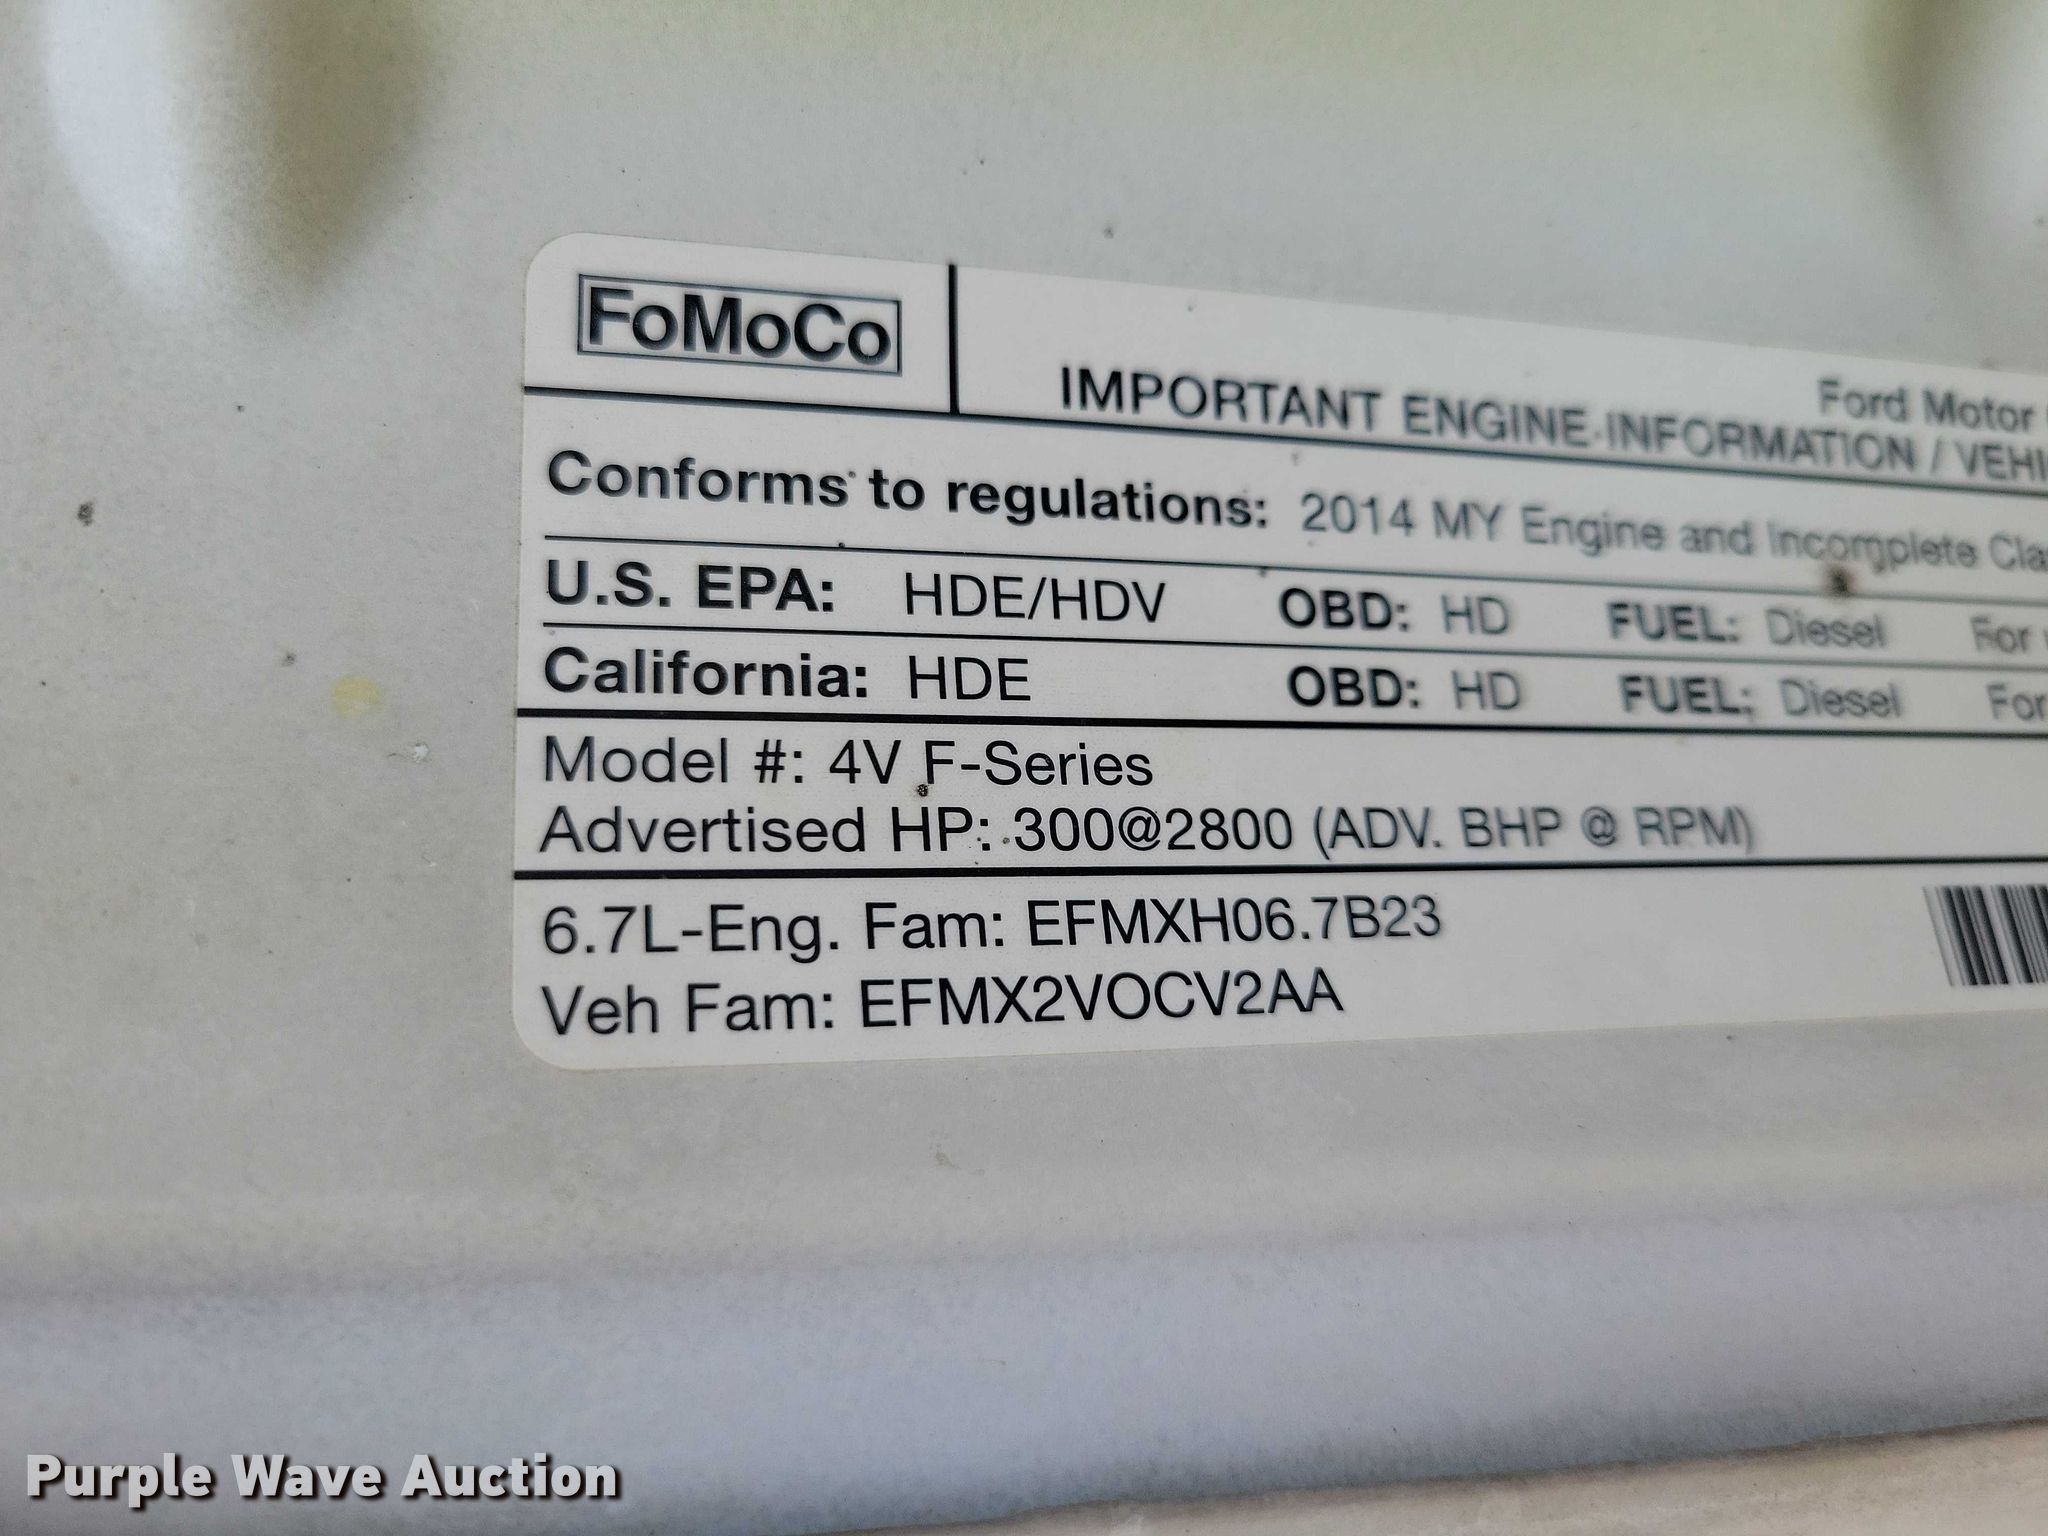 FoMoCo
Ford Motor
IMPORTANT ENGINE INFORMATION / VEHI
Conforms to regulations: 2014 MY Engine and Incomplete Cla
U.S. EPA: HDE/HDV OBD: HD FUEL: Diesel For
California: HDE OBD: HD FUEL: Diesel For
Model #: 4V F-Series
Advertised HP: 300@2800 (ADV. BHP @ RPM)
6.7L-Eng. Fam: EFMXH06.7B23
Veh Fam: EFMX2VOCV2AA
Purple Wave Auction